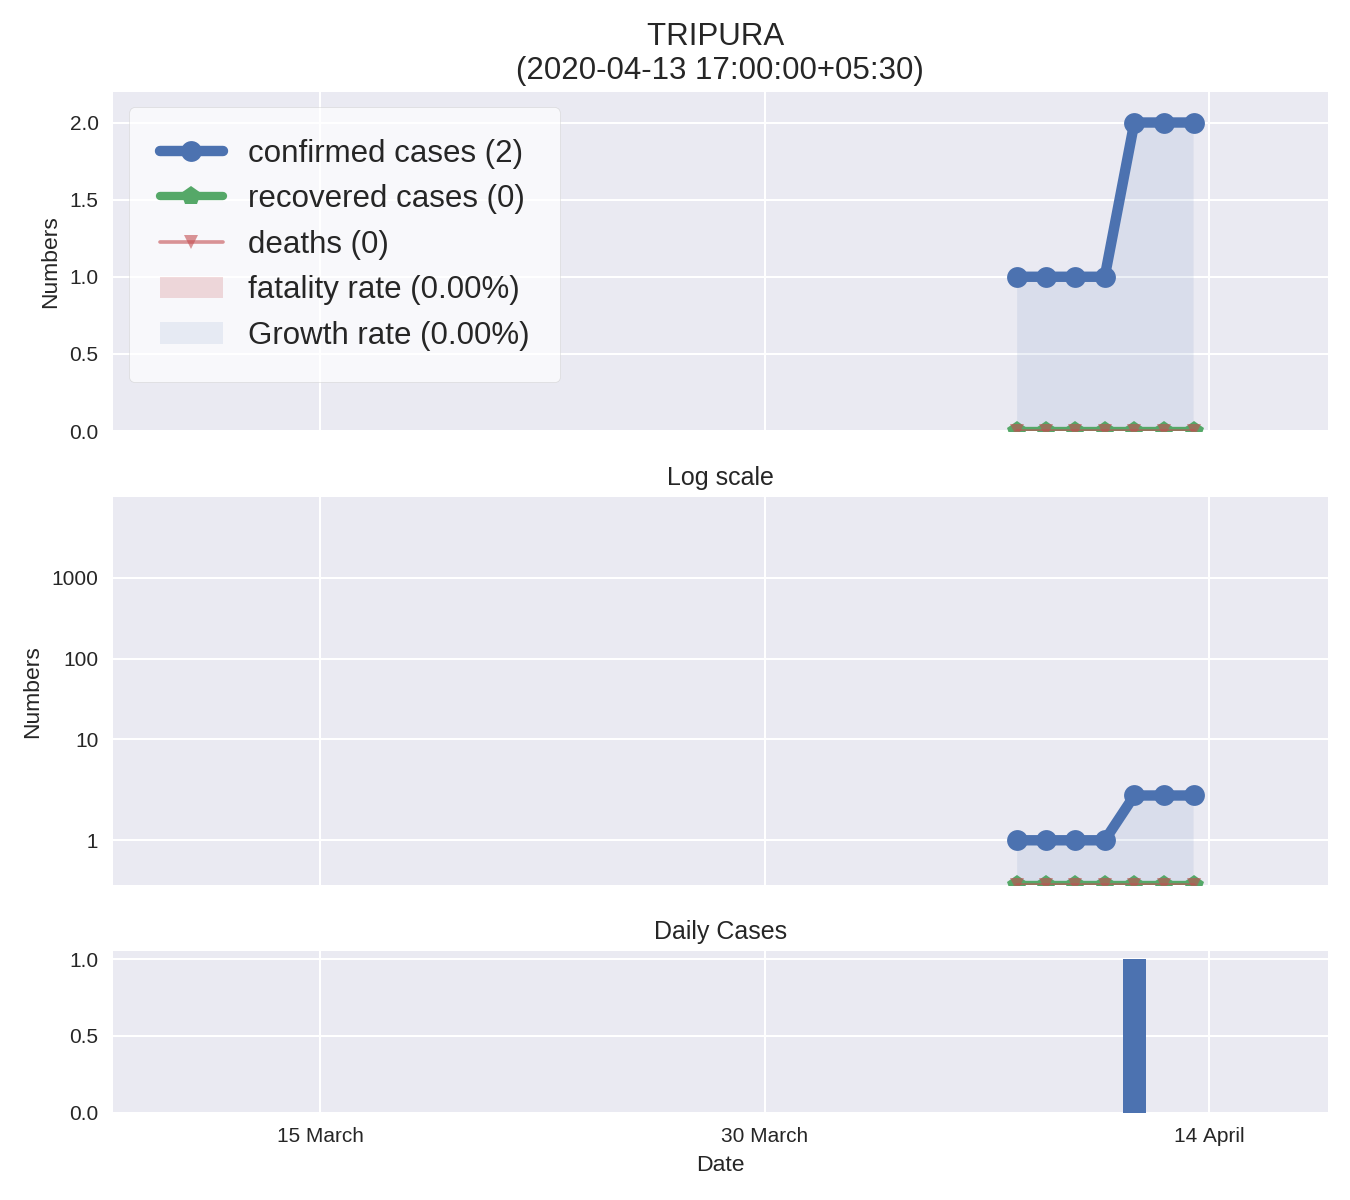 TRIPURA
(2020-04-13 17:00:00+05:30)
2.0
1.5
1.0
0.5
0.0
Numbers
confirmed cases (2)
recovered cases (0)
deaths (0)
fatality rate (0.00%)
Growth rate (0.00%)
Log scale
1000
100
10
1
Numbers
Daily Cases
1.0
0.5
0.0
15 March
30 March
14 April
Date